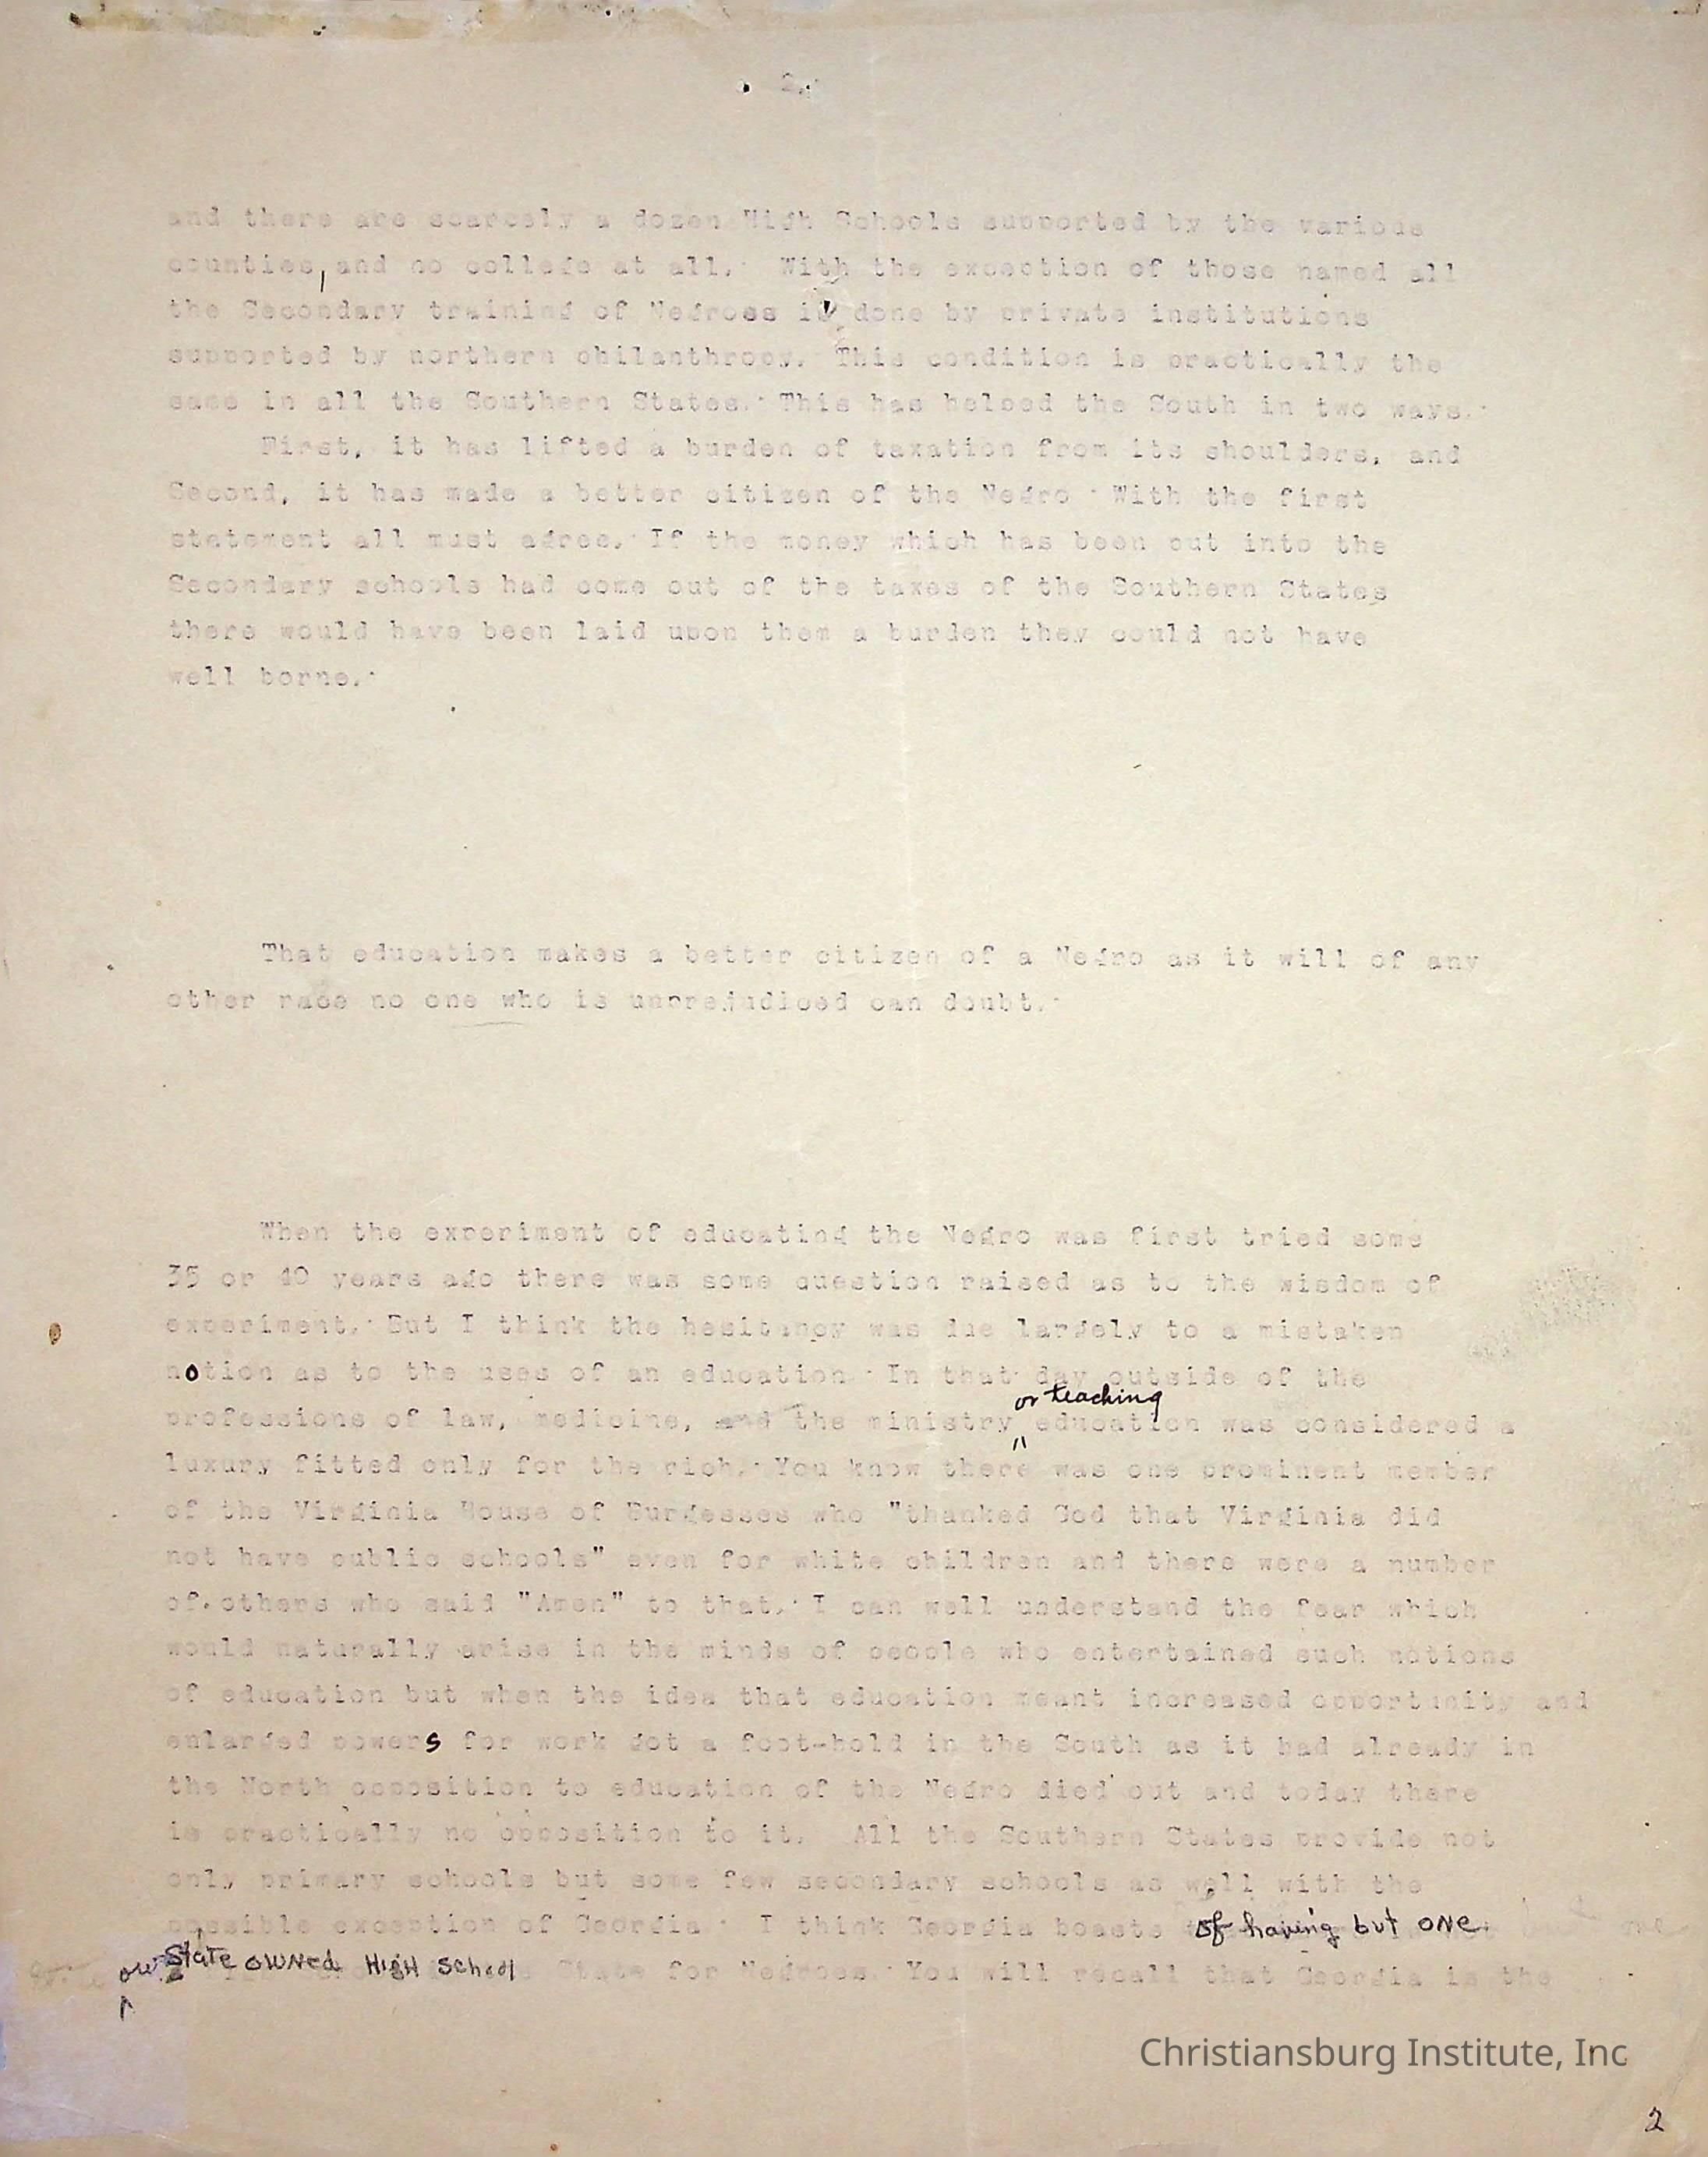 2.
and there are scarcely a dozen High Schools supported by the various
counties, and no college at all. With the exception of those named all
the Secondary training of Negroes is done by private institutions
supported by northern philanthropy. This condition is practically the
same in all the Southern States. This has helped the South in two ways.
First, it has lifted a burden of taxation from its shoulders, and
Second, it has made a better citizen of the Negro. With the first
statement all must agree. If the money which has been put into the
Secondary schools had come out of the taxes of the Southern States
there would have been laid upon them a burden they could not have
well borne.
That education makes a better citizen of a Negro as it will of any
other race no one who is unprejudiced can doubt.
When the experiment of educating the Negro was first tried some
35 or 40 years ago there was some question raised as to the wisdom of
experiment. But I think the hesitancy was due largely to a mistaken
notion as to the uses of an education. In that day outside of the
or teaching
professions of law, medicine, and the ministry education was considered a
luxury fitted only for the rich. You know there was one prominent member
of the Virginia House of Burgesses who "thanked God that Virginia did
not have public schools" even for white children and there were a number
of others who said "Amen" to that. I can well understand the fear which
would naturally arise in the minds of people who entertained such notions
of education but when the idea that education meant increased opportunity and
enlarged powers for work got a foot-hold in the South as it had already in
the North opposition to education of the Negro died out and today there
is practically no opposition to it. All the Southern States provide not
only primary schools but some few secondary schools as well with the
possible exception of Georgia. I think Georgia boasts of having but one
State owned High School State for Negroes. You will recall that Georgia is the
Christiansburg Institute, Inc
2